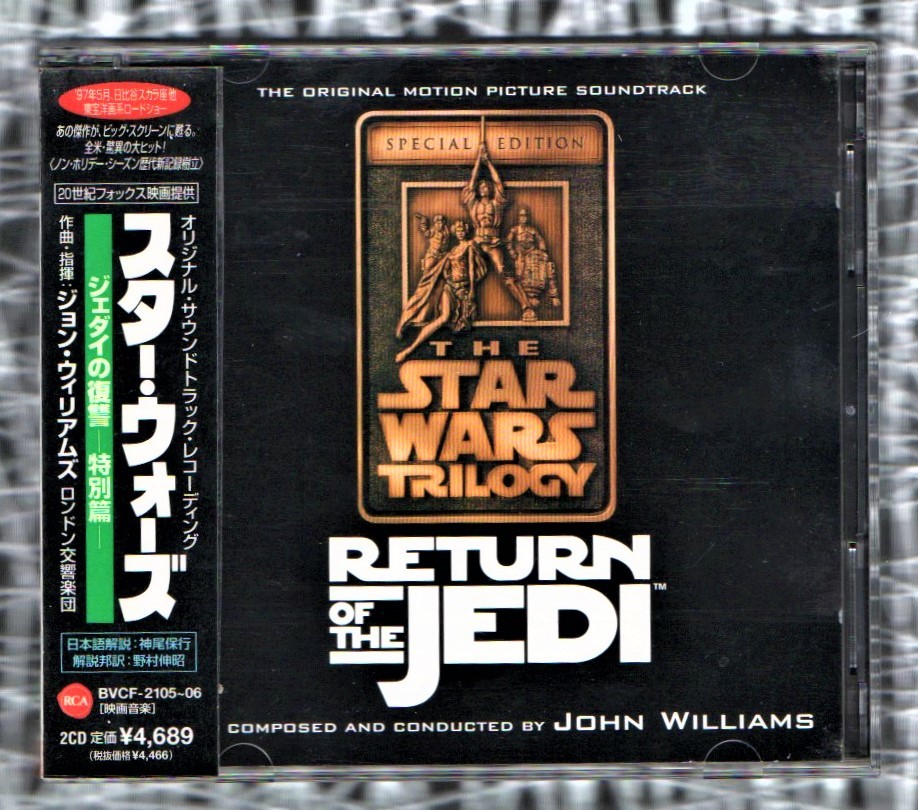 '97年5月、日比谷スカラ座他
東宝洋画系ロードショー
あの傑作が、ビッグ・スクリーンに甦る。
全米・驚異の大ヒット!
〈ノン・ホリデー・シーズン歴代新記録樹立〉
20世紀フォックス映画提供
オリジナル・サウンドトラック・レコーディング
スター・ウォーズ
ジェダイの復讐—特別篇—
作曲・指揮:ジョン・ウィリアムズ ロンドン交響楽団
日本語解説:神尾保行
解説邦訳:野村伸昭
RCA
BVCF-2105~06
[映画音楽]
2CD 定価 ¥4,689
(税抜価格 ¥4,466)
THE ORIGINAL MOTION PICTURE SOUNDTRACK
SPECIAL EDITION
THE
STAR
WARS
TRILOGY
RETURN
OF
THE
JEDI™
COMPOSED AND CONDUCTED BY JOHN WILLIAMS